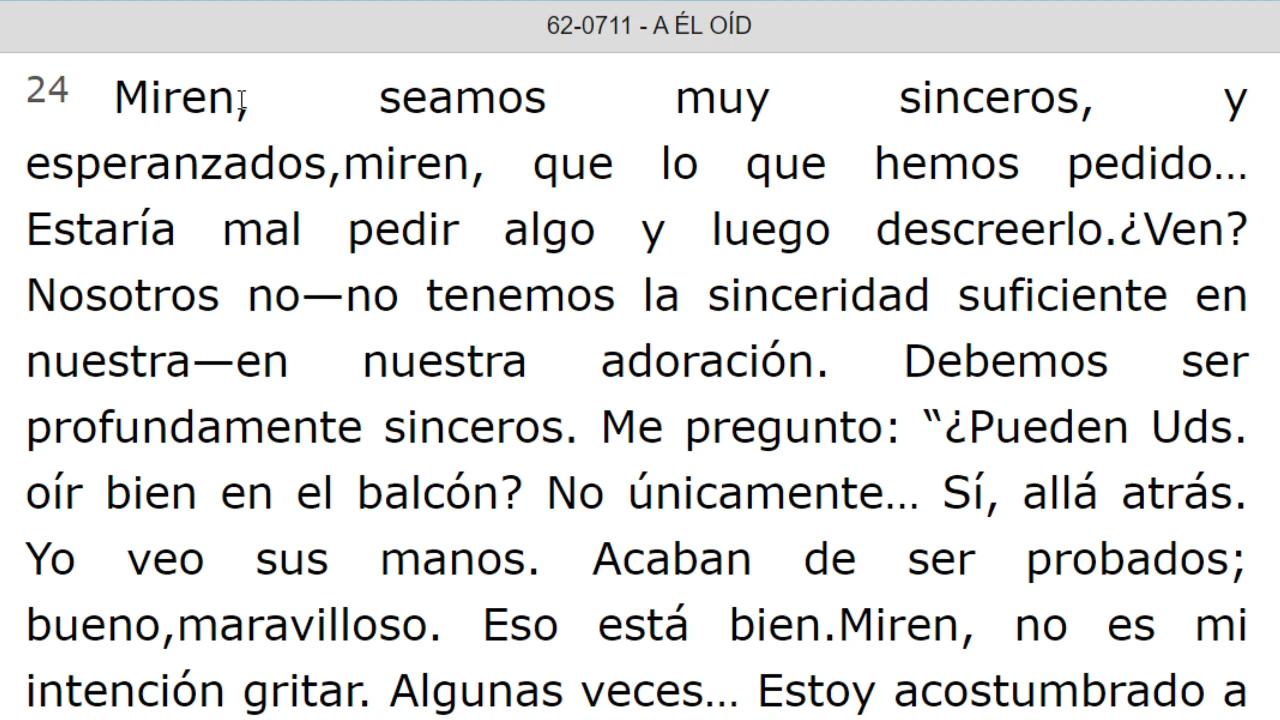 62-0711 - A ÉL OÍD
24 Miren, seamos muy sinceros, y
esperanzados,miren, que lo que hemos pedido…
Estaría mal pedir algo y luego descreerlo.¿Ven?
Nosotros no—no tenemos la sinceridad suficiente en
nuestra—en nuestra adoración. Debemos ser
profundamente sinceros. Me pregunto: “¿Pueden Uds.
oír bien en el balcón? No únicamente… Sí, allá atrás.
Yo veo sus manos. Acaban de ser probados;
bueno,maravilloso. Eso está bien.Miren, no es mi
intención gritar. Algunas veces… Estoy acostumbrado a